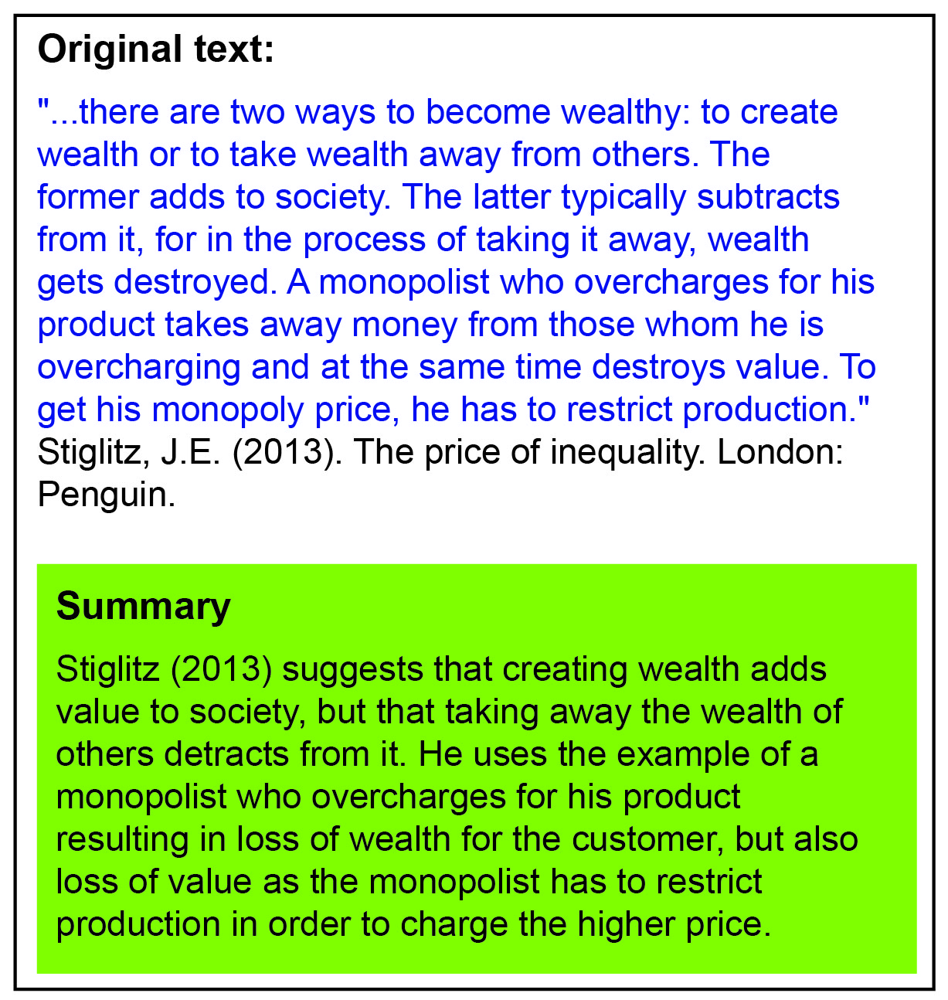 Original text:
"...there are two ways to become wealthy: to create
wealth or to take wealth away from others. The
former adds to society. The latter typically subtracts
from it, for in the process of taking it away, wealth
gets destroyed. A monopolist who overcharges for his
product takes away money from those whom he is
overcharging and at the same time destroys value. To
get his monopoly price, he has to restrict production."
Stiglitz, J.E. (2013). The price of inequality. London:
Penguin.
Summary
Stiglitz (2013) suggests that creating wealth adds
value to society, but that taking away the wealth of
others detracts from it. He uses the example of a
monopolist who overcharges for his product
resulting in loss of wealth for the customer, but also
loss of value as the monopolist has to restrict
production in order to charge the higher price.